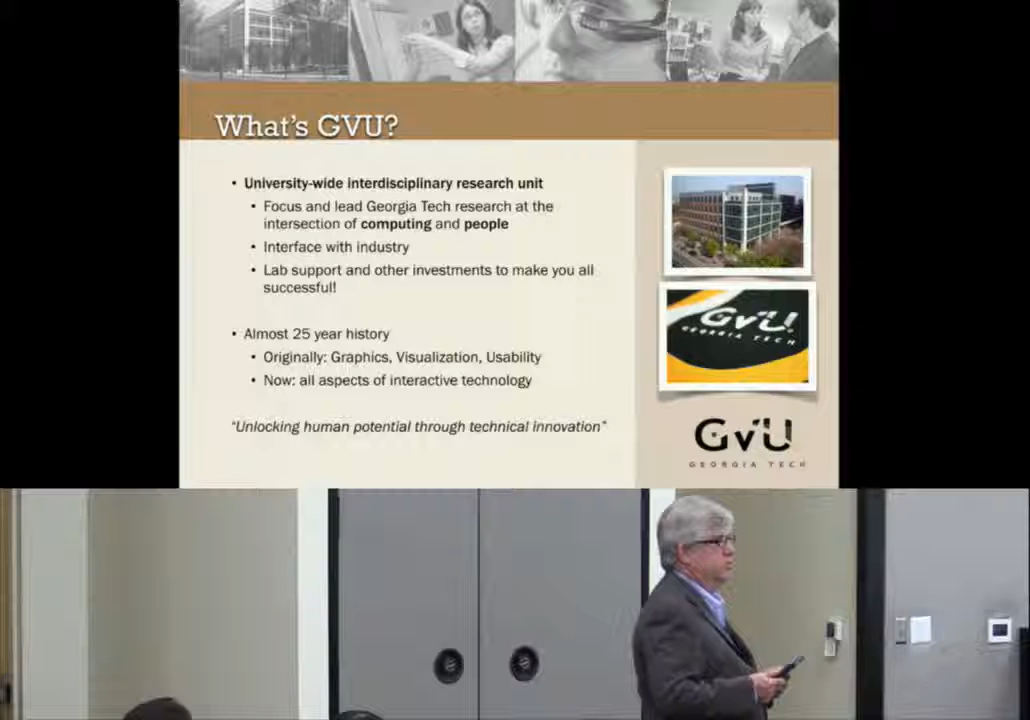 What's GVU?
• University-wide interdisciplinary research unit
• Focus and lead Georgia Tech research at the
intersection of computing and people
• Interface with industry
• Lab support and other investments to make you all
successful!
• Almost 25 year history
• Originally: Graphics, Visualization, Usability
• Now: all aspects of interactive technology
"Unlocking human potential through technical innovation"
GVU
GEORGIA TECH
GVU
GEORGIA TECH